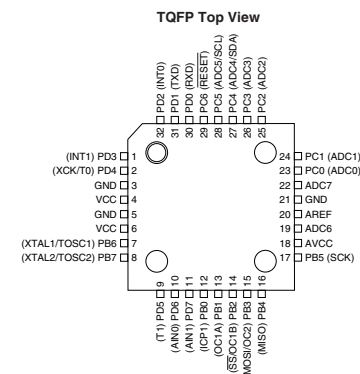 TQFP Top View
PD2 (INT0)
PD1 (TXD)
PD0 (RXD)
PC6 (RESET)
PC5 (ADC5/SCL)
PC4 (ADC4/SDA)
PC3 (ADC3)
PC2 (ADC2)
32
31
30
29
28
27
26
25
(INT1) PD3 1
(XCK/T0) PD4 2
GND 3
VCC 4
GND 5
VCC 6
(XTAL1/TOSC1) PB6 7
(XTAL2/TOSC2) PB7 8
24 PC1 (ADC1)
23 PC0 (ADC0)
22 ADC7
21 GND
20 AREF
19 ADC6
18 AVCC
17 PB5 (SCK)
9
10
11
12
13
14
15
16
(T1) PD5
(AIN0) PD6
(AIN1) PD7
(ICP1) PB0
(OC1A) PB1
(SS/OC1B) PB2
MOSI/OC2) PB3
(MISO) PB4